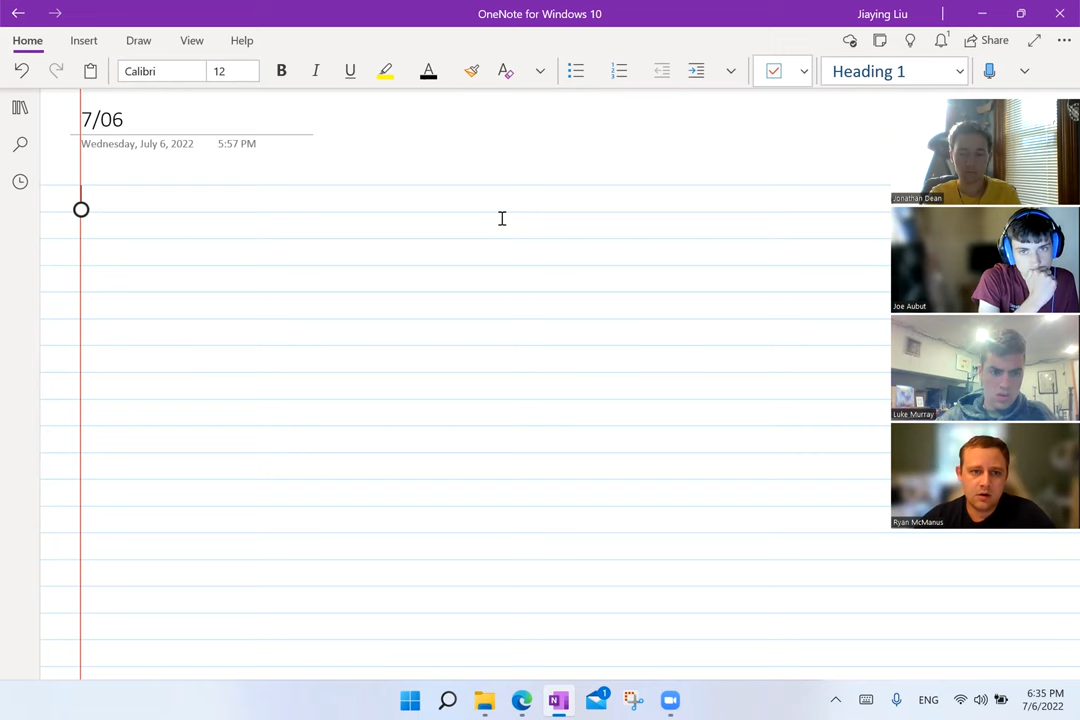 OneNote for Windows 10
Jiaying Liu
Home Insert Draw View Help
1
Share
Calibri 12 B I U A A Heading 1
7/06
Wednesday, July 6, 2022 5:57 PM
Jonathan Dean
Joe Aubut
Luke Murray
Ryan McManus
1
ENG
6:35 PM
7/6/2022